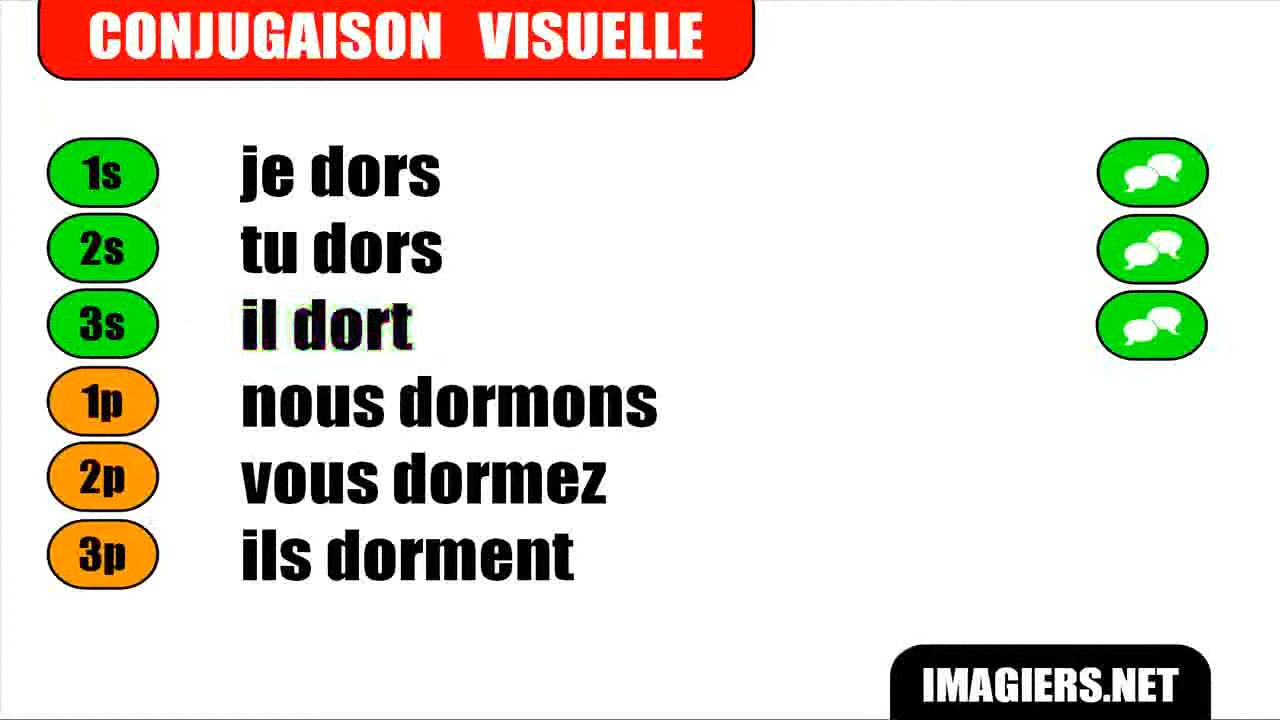 CONJUGAISON VISUELLE
1s je dors
2s tu dors
3s il dort
1p nous dormons
2p vous dormez
3p ils dorment
IMAGIERS.NET